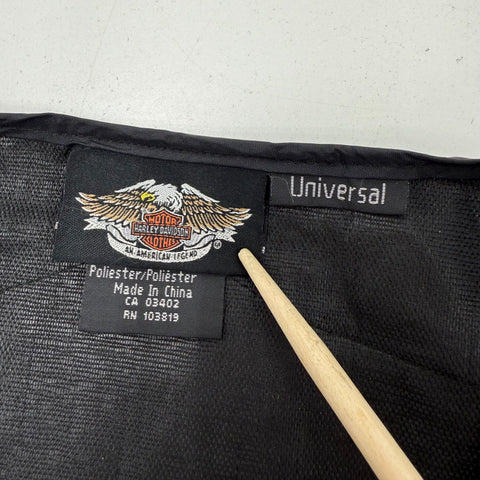 MOTOR
HARLEY-DAVIDSON
CLOTHES
AN AMERICAN LEGEND
®
Universal
Poliester/Poliéster
Made In China
CA 03402
RN 103819